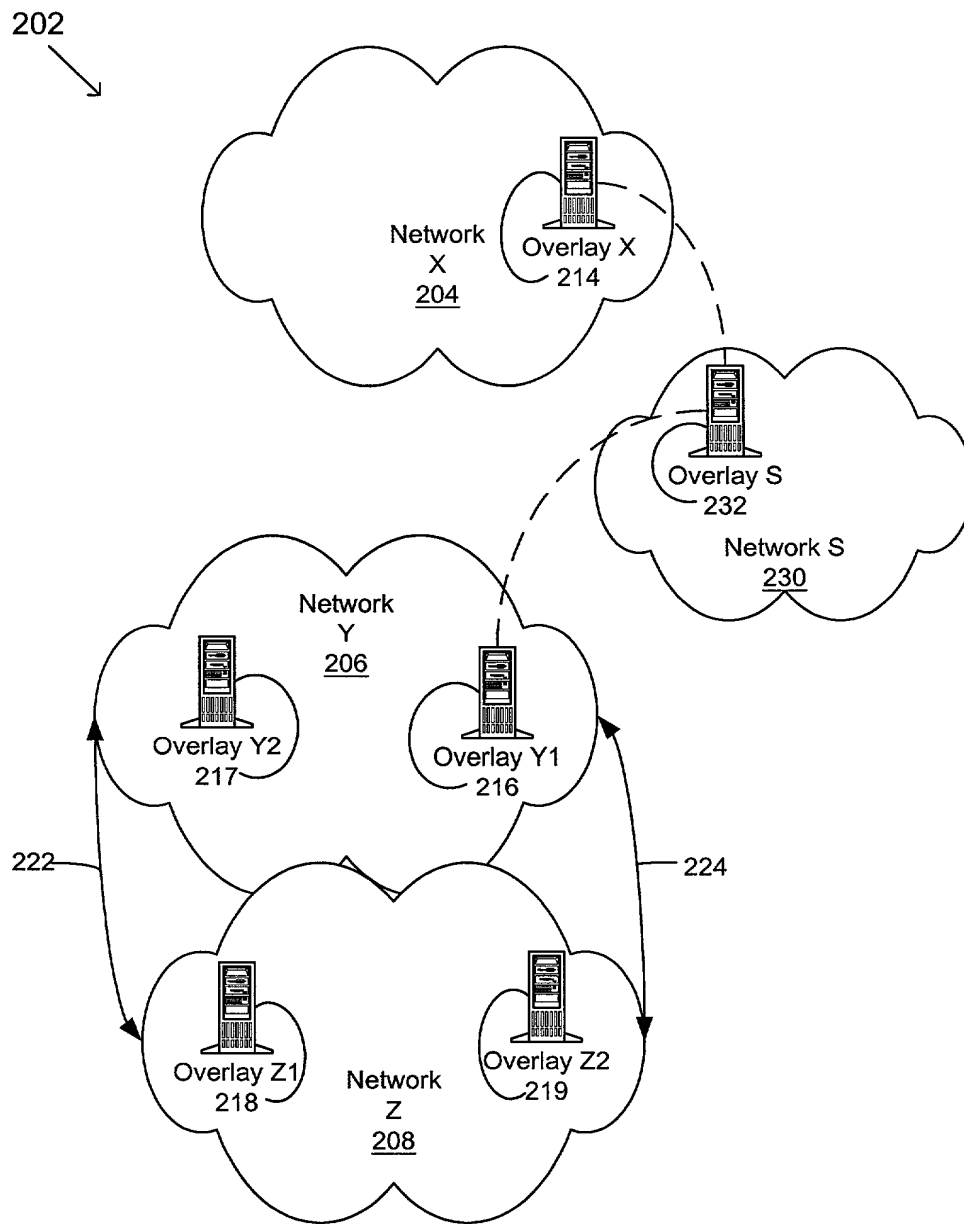 202
Network
X
204
Overlay X
214
Overlay S
232
Network S
230
Network
Y
206
Overlay Y2
217
Overlay Y1
216
222
224
Overlay Z1
218
Overlay Z2
219
Network
Z
208